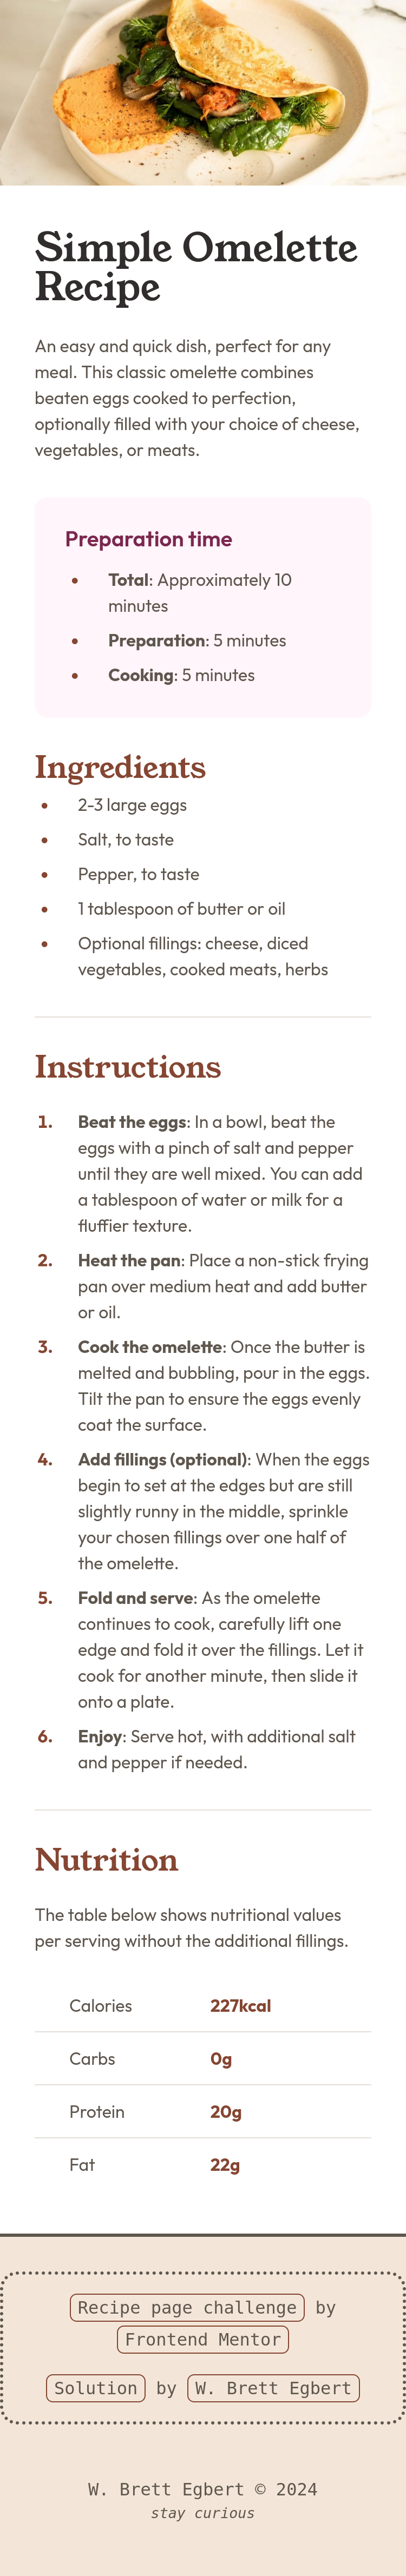 Simple Omelette
Recipe
An easy and quick dish, perfect for any
meal. This classic omelette combines
beaten eggs cooked to perfection,
optionally filled with your choice of cheese,
vegetables, or meats.
Preparation time
• Total: Approximately 10
minutes
• Preparation: 5 minutes
• Cooking: 5 minutes
Ingredients
• 2-3 large eggs
• Salt, to taste
• Pepper, to taste
• 1 tablespoon of butter or oil
• Optional fillings: cheese, diced
vegetables, cooked meats, herbs
Instructions
1. Beat the eggs: In a bowl, beat the
eggs with a pinch of salt and pepper
until they are well mixed. You can add
a tablespoon of water or milk for a
fluffier texture.
2. Heat the pan: Place a non-stick frying
pan over medium heat and add butter
or oil.
3. Cook the omelette: Once the butter is
melted and bubbling, pour in the eggs.
Tilt the pan to ensure the eggs evenly
coat the surface.
4. Add fillings (optional): When the eggs
begin to set at the edges but are still
slightly runny in the middle, sprinkle
your chosen fillings over one half of
the omelette.
5. Fold and serve: As the omelette
continues to cook, carefully lift one
edge and fold it over the fillings. Let it
cook for another minute, then slide it
onto a plate.
6. Enjoy: Serve hot, with additional salt
and pepper if needed.
Nutrition
The table below shows nutritional values
per serving without the additional fillings.
Calories 227kcal
Carbs 0g
Protein 20g
Fat 22g
Recipe page challenge by
Frontend Mentor
Solution by W. Brett Egbert
W. Brett Egbert © 2024
stay curious